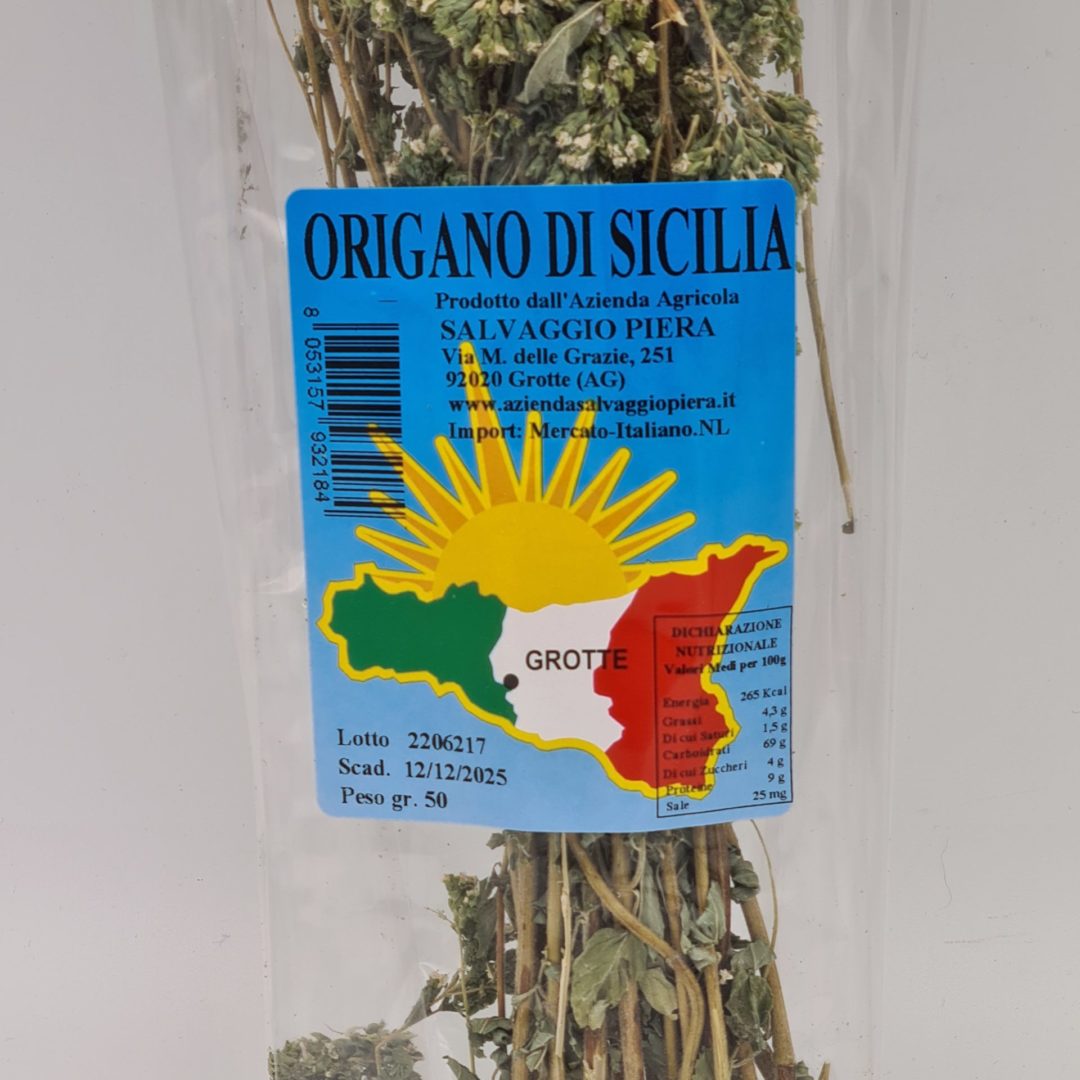 ORIGANO DI SICILIA
Prodotto dall'Azienda Agricola
SALVAGGIO PIERA
Via M. delle Grazie, 251
92020 Grotte (AG)
www.aziendasalvaggiopiera.it
Import: Mercato-Italiano.NL
8 053157 932184
GROTTE
DICHIARAZIONE
NUTRIZIONALE
Valori Medi per 100g
Energia 265 Kcal
Grassi 4,3 g
Di cui Saturi 1,5 g
Carboidrati 69 g
Di cui Zuccheri 4 g
Proteine 9 g
Sale 25 mg
Lotto 2206217
Scad. 12/12/2025
Peso gr. 50